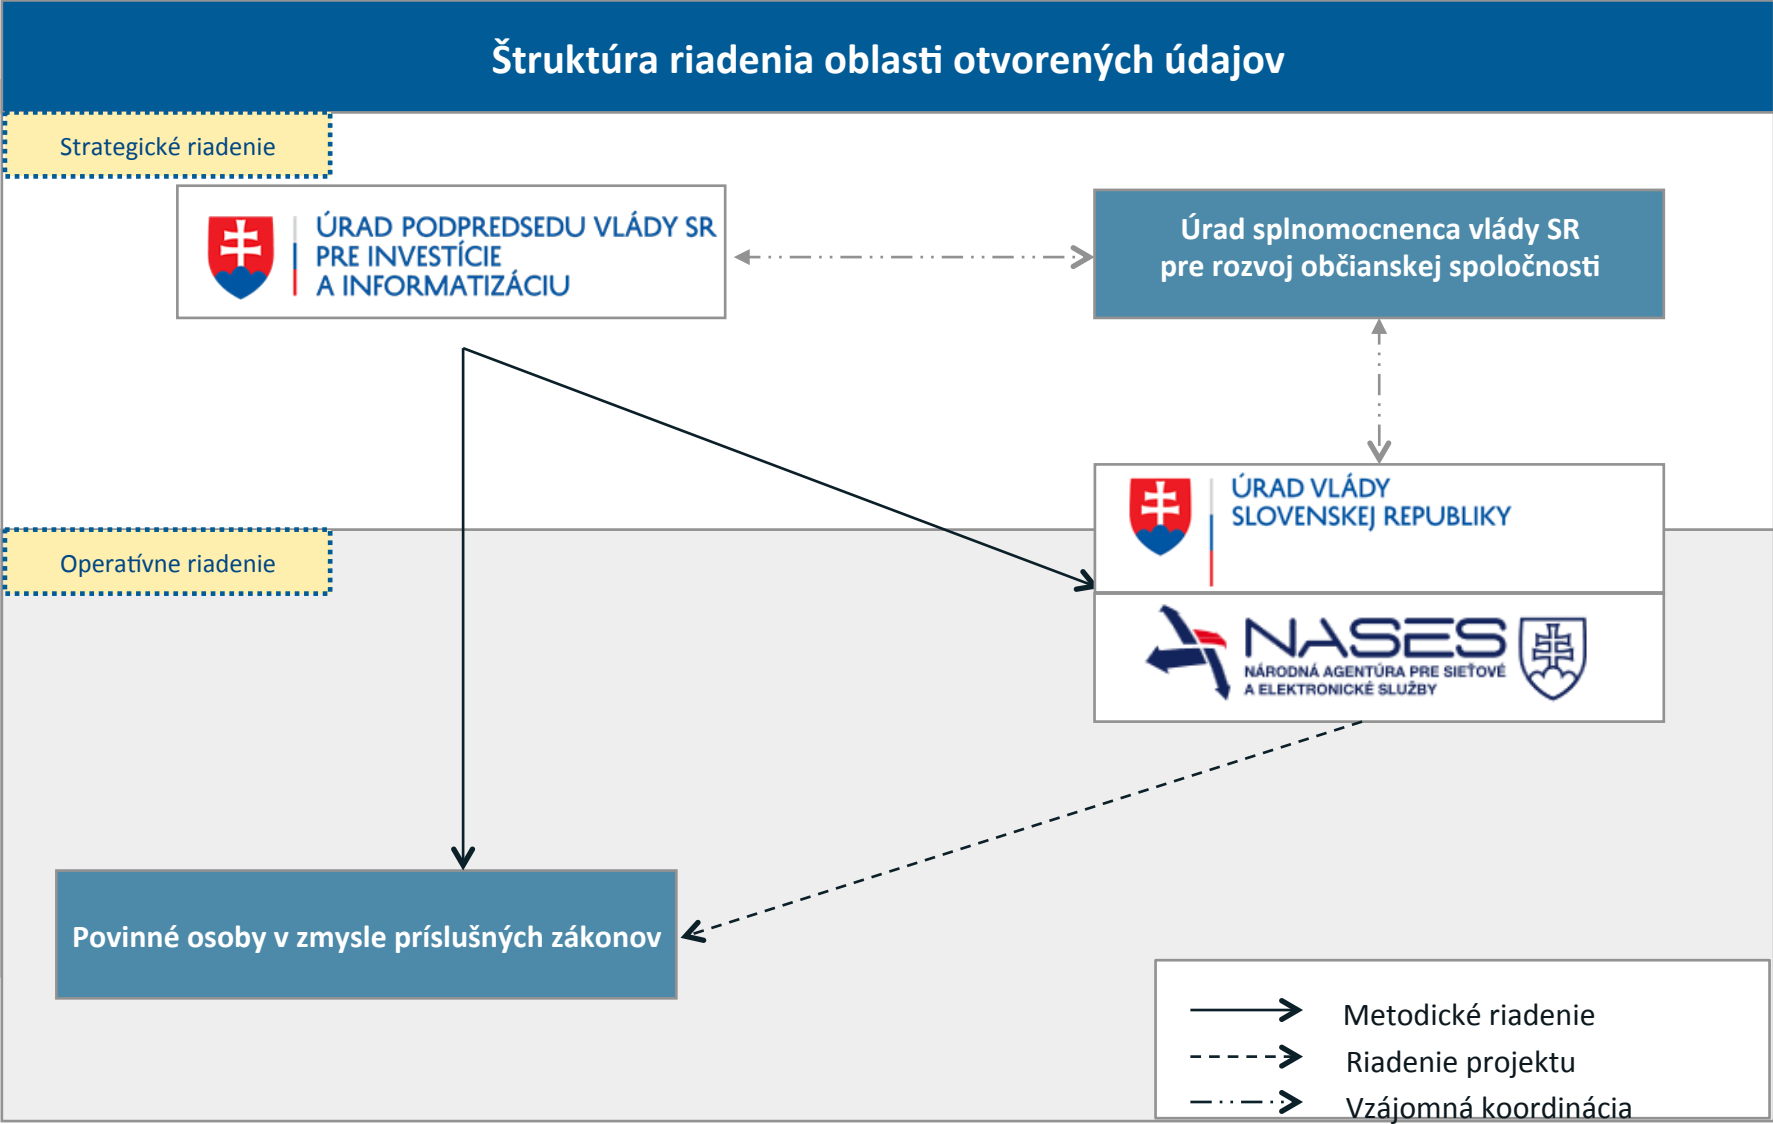 Štruktúra riadenia oblasti otvorených údajov
Strategické riadenie
ÚRAD PODPREDSEDU VLÁDY SR
PRE INVESTÍCIE
A INFORMATIZÁCIU
Úrad splnomocnenca vlády SR
pre rozvoj občianskej spoločnosti
ÚRAD VLÁDY
SLOVENSKEJ REPUBLIKY
Operatívne riadenie
NASES
NÁRODNÁ AGENTÚRA PRE SIEŤOVÉ
A ELEKTRONICKÉ SLUŽBY
Povinné osoby v zmysle príslušných zákonov
Metodické riadenie
Riadenie projektu
Vzájomná koordinácia